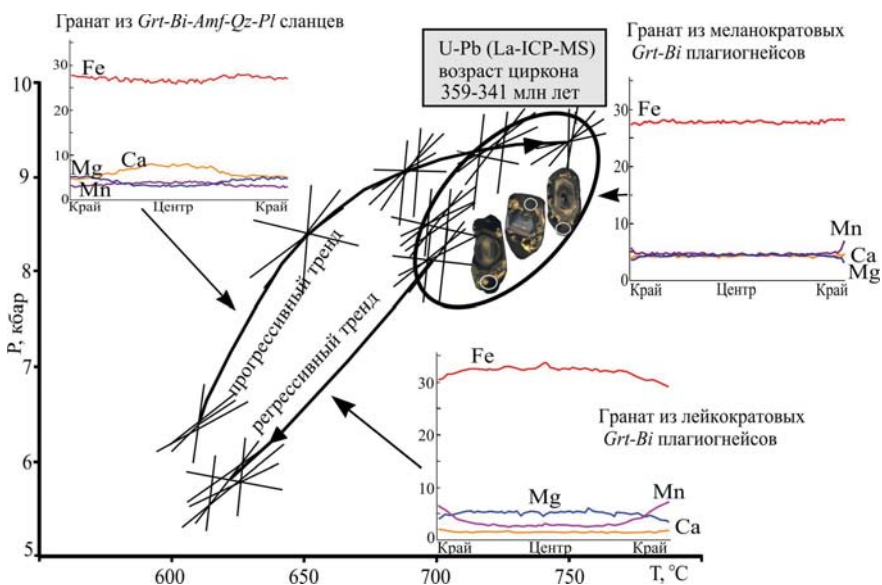 Гранат из Grt-Bi-Amf-Qz-Pl сланцев
30
Fe
20
10
Mg
Ca
Mn
0
Край
Центр
Край
U-Pb (La-ICP-MS)
возраст циркона
359-341 млн лет
Гранат из меланократовых
Grt-Bi плагиогнейсов
30
Fe
20
10
Mn
Ca
Mg
0
Край
Центр
Край
P, кбар
10
9
8
7
6
5
прогрессивный тренд
регрессивный тренд
Fe
30
20
10
Mg
Mn
Ca
0
Край
Центр
Край
Гранат из лейкократовых
Grt-Bi плагиогнейсов
600
650
700
750
T, °C